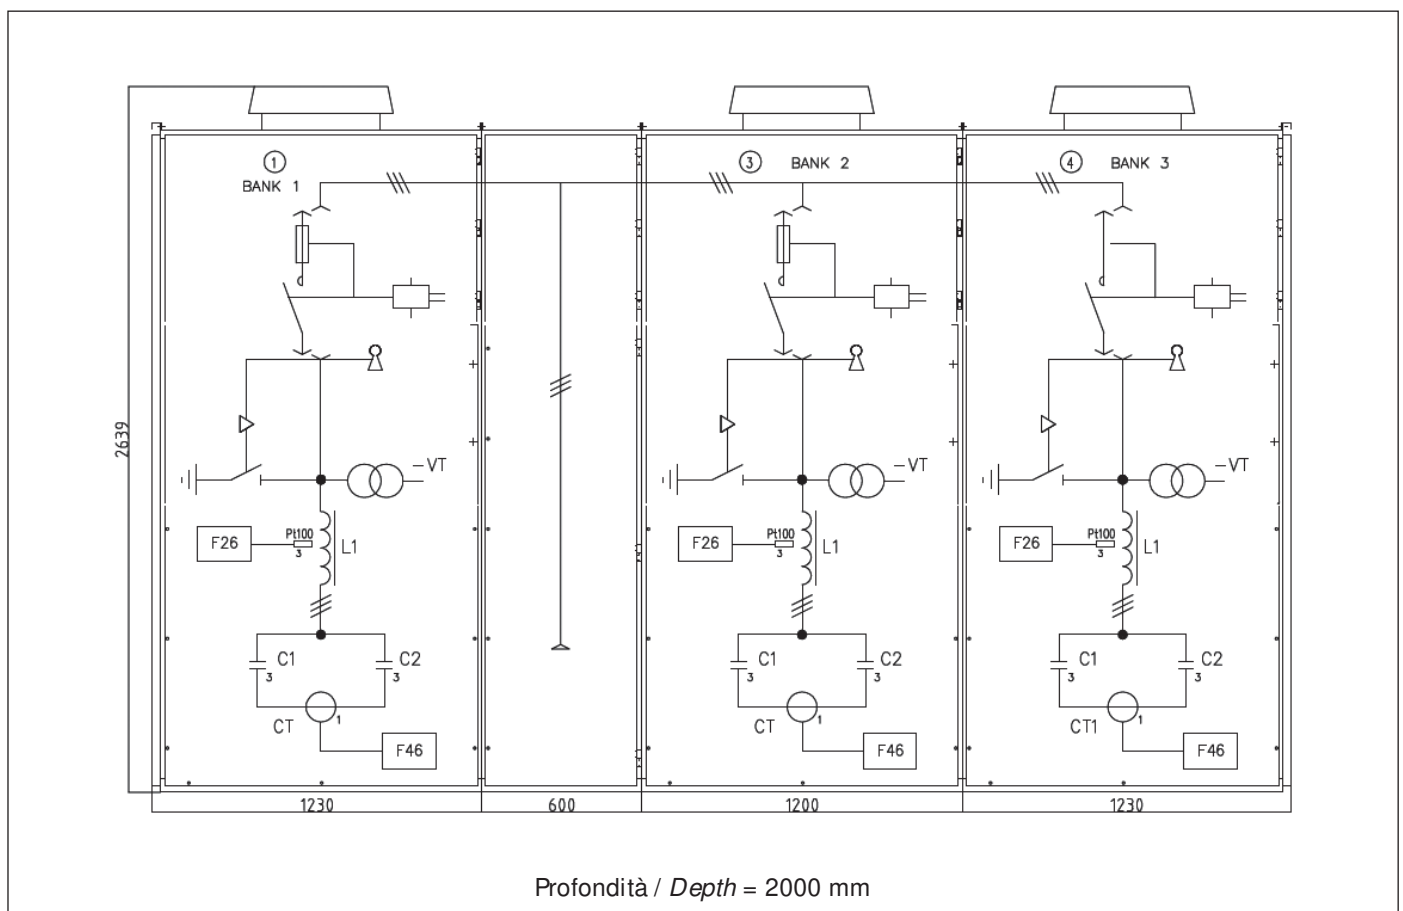 1
BANK 1
3 BANK 2
4 BANK 3
2639
-VT
-VT
-VT
F26 Pt100 3 L1
F26 Pt100 3 L1
F26 Pt100 3 L1
C1 3 C2 3
C1 3 C2 3
C1 3 C2 3
CT 1
CT 1
CT1 1
F46
F46
F46
1230 600 1200 1230
Profondità / Depth = 2000 mm